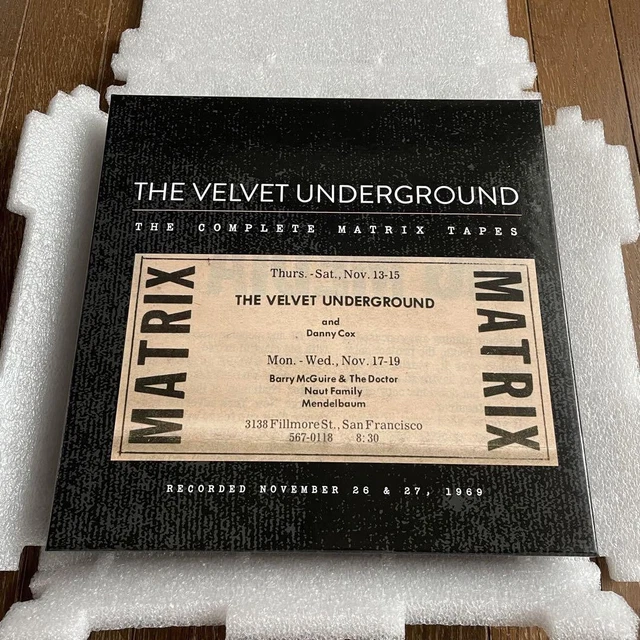 THE VELVET UNDERGROUND
THE COMPLETE MATRIX TAPES
MATRIX
Thurs. - Sat., Nov. 13-15
THE VELVET UNDERGROUND
and
Danny Cox
Mon. - Wed., Nov. 17-19
Barry McGuire & The Doctor
Naut Family
Mendelbaum
3138 Fillmore St., San Francisco
567-0118 8:30
MATRIX
RECORDED NOVEMBER 26 & 27, 1969